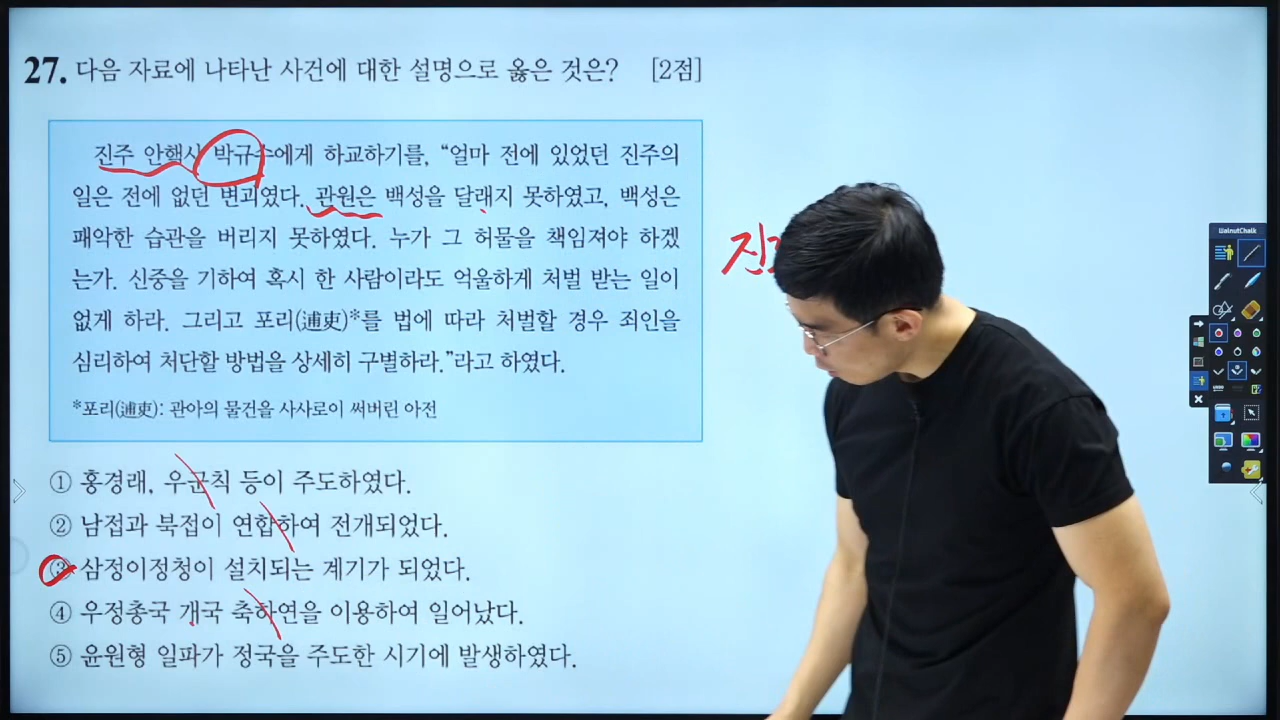 27. 다음 자료에 나타난 사건에 대한 설명으로 옳은 것은? [2점]
진주 안핵사 박규수에게 하교하기를, “얼마 전에 있었던 진주의
일은 전에 없던 변괴였다. 관원은 백성을 달래지 못하였고, 백성은
패악한 습관을 버리지 못하였다. 누가 그 허물을 책임져야 하겠
는가. 신중을 기하여 혹시 한 사람이라도 억울하게 처벌 받는 일이
없게 하라. 그리고 포리(逋吏)*를 법에 따라 처벌할 경우 죄인을
심리하여 처단할 방법을 상세히 구별하라.”라고 하였다.
*포리(逋吏): 관아의 물건을 사사로이 써버린 아전
① 홍경래, 우군칙 등이 주도하였다.
② 남접과 북접이 연합하여 전개되었다.
③ 삼정이정청이 설치되는 계기가 되었다.
④ 우정총국 개국 축하연을 이용하여 일어났다.
⑤ 윤원형 일파가 정국을 주도한 시기에 발생하였다.
진
WalnutChalk